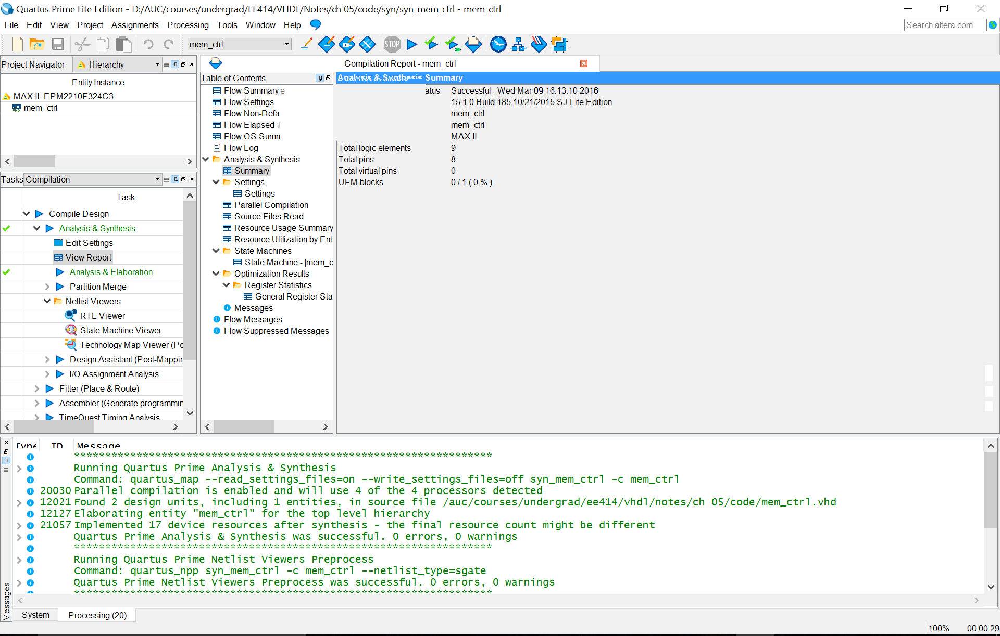 Quartus Prime Lite Edition - D:/AUC/courses/undergrad/EE414/VHDL/Notes/ch 05/code/syn/syn_mem_ctrl - mem_ctrl
File Edit View Project Assignments Processing Tools Window Help
Search altera.com
mem_ctrl
STOP
Project Navigator Hierarchy
Entity:Instance
MAX II: EPM2210F324C3
mem_ctrl
Tasks Compilation
Task
Compile Design
Analysis & Synthesis
Edit Settings
View Report
Analysis & Elaboration
Partition Merge
Netlist Viewers
RTL Viewer
State Machine Viewer
Technology Map Viewer (Po
Design Assistant (Post-Mappin
I/O Assignment Analysis
Fitter (Place & Route)
Assembler (Generate programmin
TimeQuest Timing Analysis
Compilation Report - mem_ctrl
Table of Contents
Flow Summary
Flow Settings
Flow Non-Defa
Flow Elapsed T
Flow OS Summ
Flow Log
Analysis & Synthesis
Summary
Settings
Settings
Parallel Compilation
Source Files Read
Resource Usage Summary
Resource Utilization by Ent
State Machines
State Machine - |mem_c
Optimization Results
Register Statistics
General Register Sta
Messages
Flow Messages
Flow Suppressed Messages
Analysis & Synthesis Summary
atus Successful - Wed Mar 09 16:13:10 2016
15.1.0 Build 185 10/21/2015 SJ Lite Edition
mem_ctrl
mem_ctrl
MAX II
Total logic elements 9
Total pins 8
Total virtual pins 0
UFM blocks 0 / 1 ( 0 % )
Type ID Message
*******************************************************************
Running Quartus Prime Analysis & Synthesis
Command: quartus_map --read_settings_files=on --write_settings_files=off syn_mem_ctrl -c mem_ctrl
20030 Parallel compilation is enabled and will use 4 of the 4 processors detected
12021 Found 2 design units, including 1 entities, in source file /auc/courses/undergrad/ee414/vhdl/notes/ch 05/code/mem_ctrl.vhd
12127 Elaborating entity "mem_ctrl" for the top level hierarchy
21057 Implemented 17 device resources after synthesis - the final resource count might be different
Quartus Prime Analysis & Synthesis was successful. 0 errors, 0 warnings
*******************************************************************
Running Quartus Prime Netlist Viewers Preprocess
Command: quartus_npp syn_mem_ctrl -c mem_ctrl --netlist_type=sgate
Quartus Prime Netlist Viewers Preprocess was successful. 0 errors, 0 warnings
*******************************************************************
Messages
System Processing (20)
100% 00:00:29